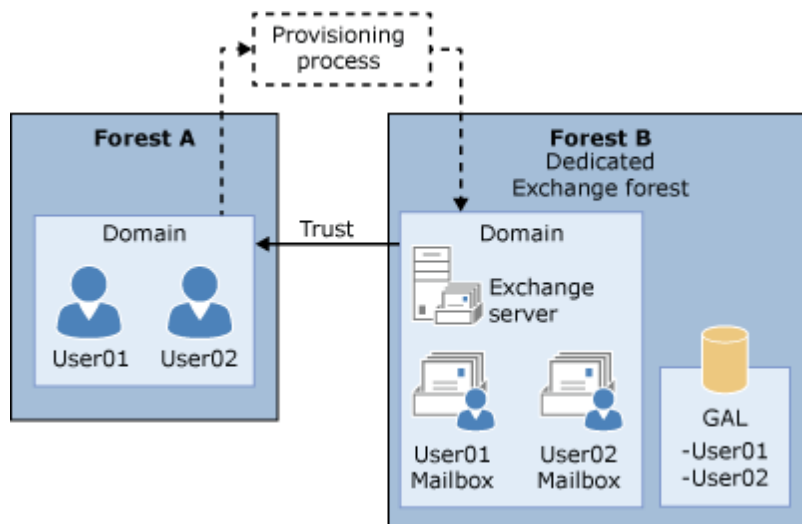 Provisioning
process
Forest A
Domain
User01
User02
Trust
Forest B
Dedicated
Exchange forest
Domain
Exchange
server
User01
Mailbox
User02
Mailbox
GAL
-User01
-User02